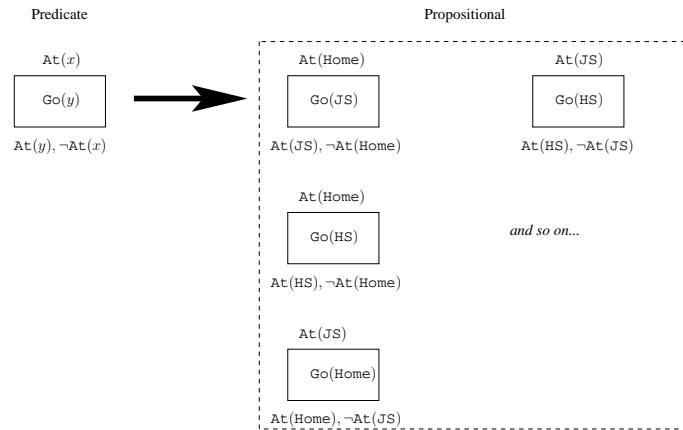 Predicate
Propositional
At(x)
Go(y)
At(y), ¬At(x)
At(Home)
Go(JS)
At(JS), ¬At(Home)
At(JS)
Go(HS)
At(HS), ¬At(JS)
At(Home)
Go(HS)
At(HS), ¬At(Home)
and so on...
At(JS)
Go(Home)
At(Home), ¬At(JS)